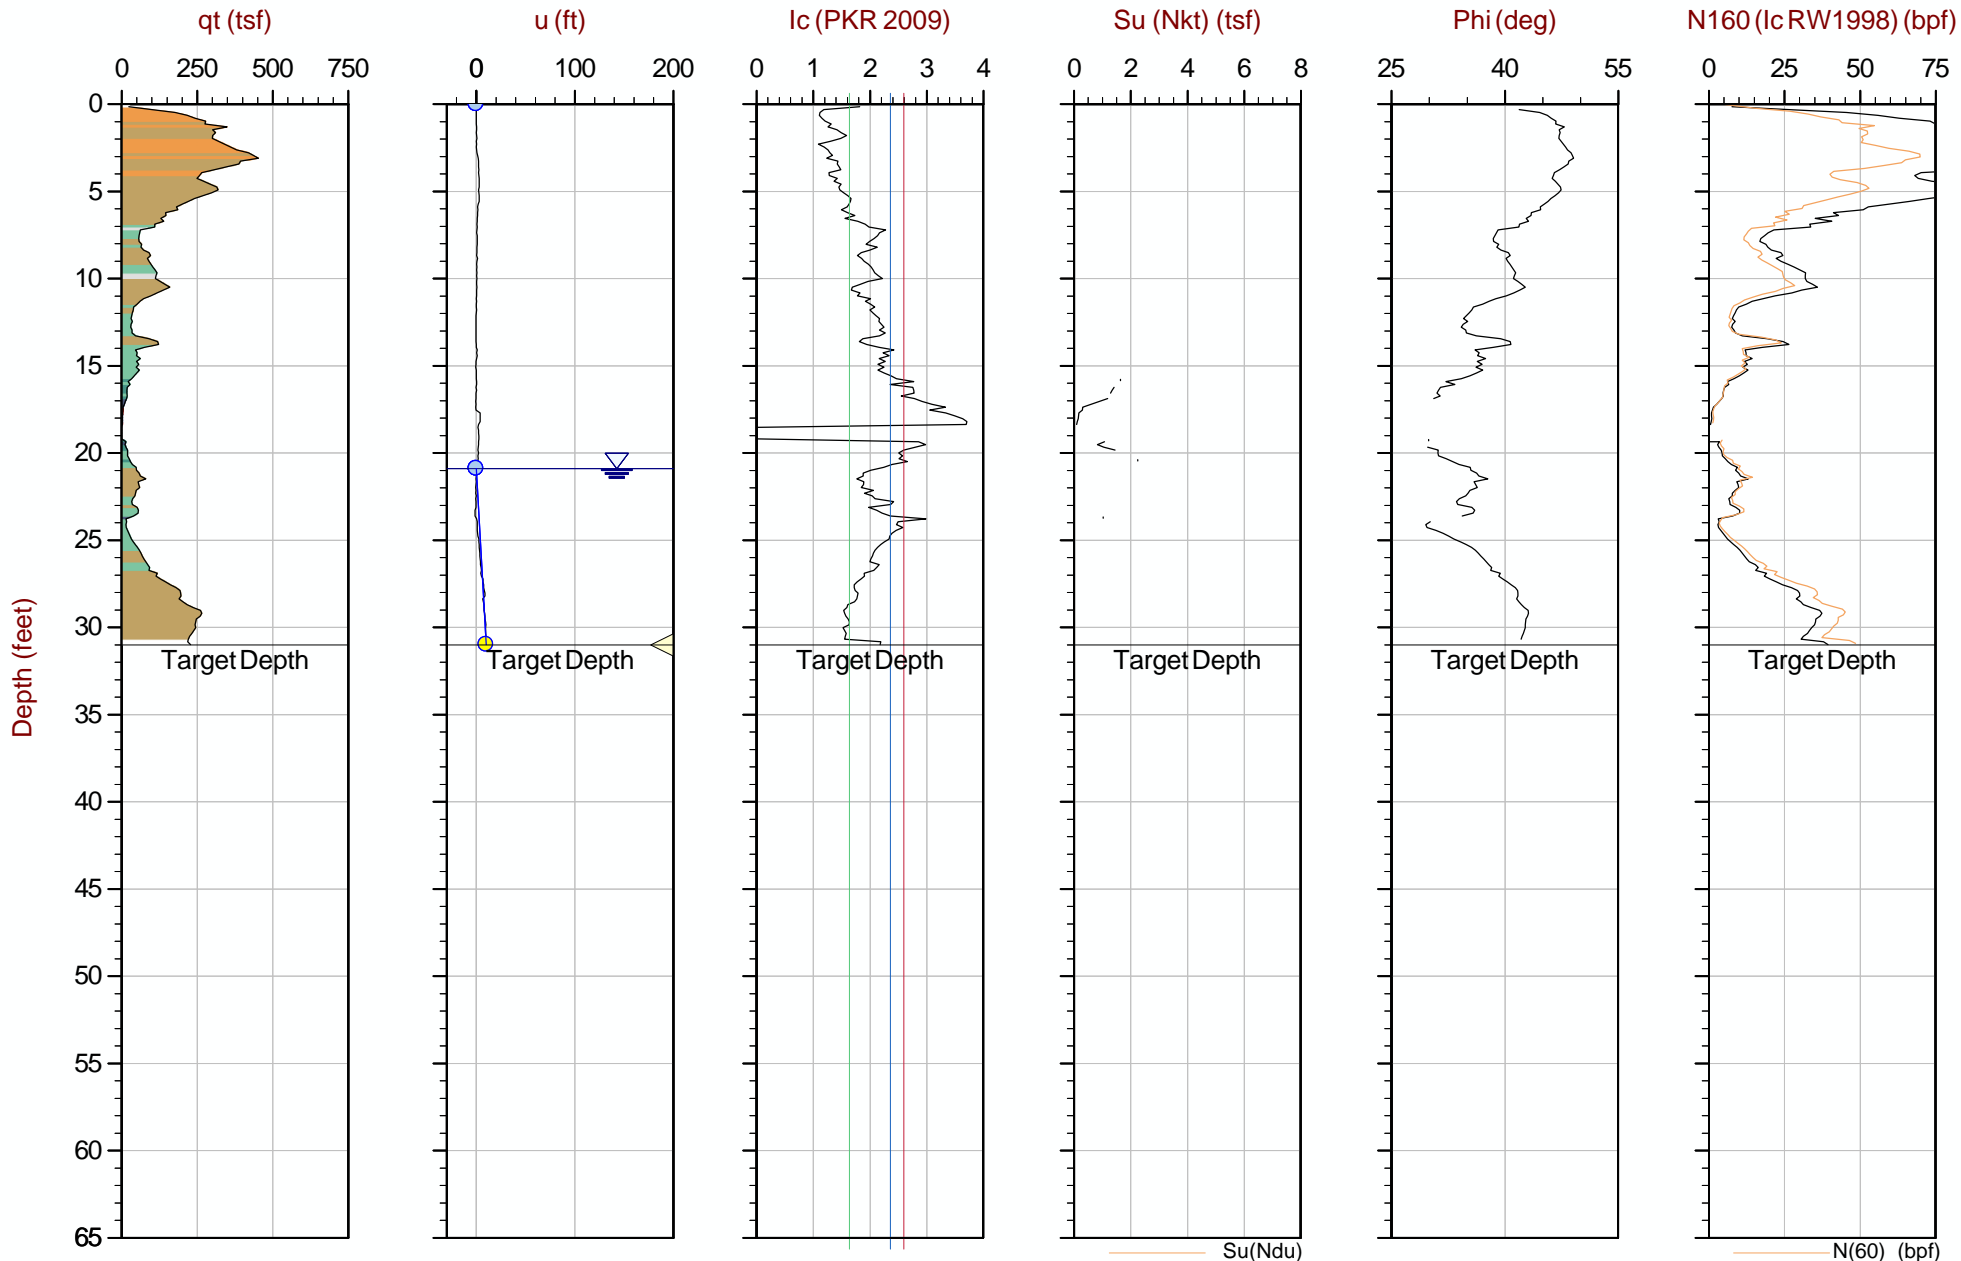 qt (tsf) u (ft) Ic (PKR 2009) Su (Nkt) (tsf) Phi (deg) N160 (Ic RW1998) (bpf)
0 250 500 750 0 100 200 0 1 2 3 4 0 2 4 6 8 25 40 55 0 25 50 75
0
5
10
15
20
25
30
Target Depth Target Depth Target Depth Target Depth Target Depth Target Depth
35
40
45
50
55
60
65
Depth (feet)
Su(Ndu) N(60) (bpf)